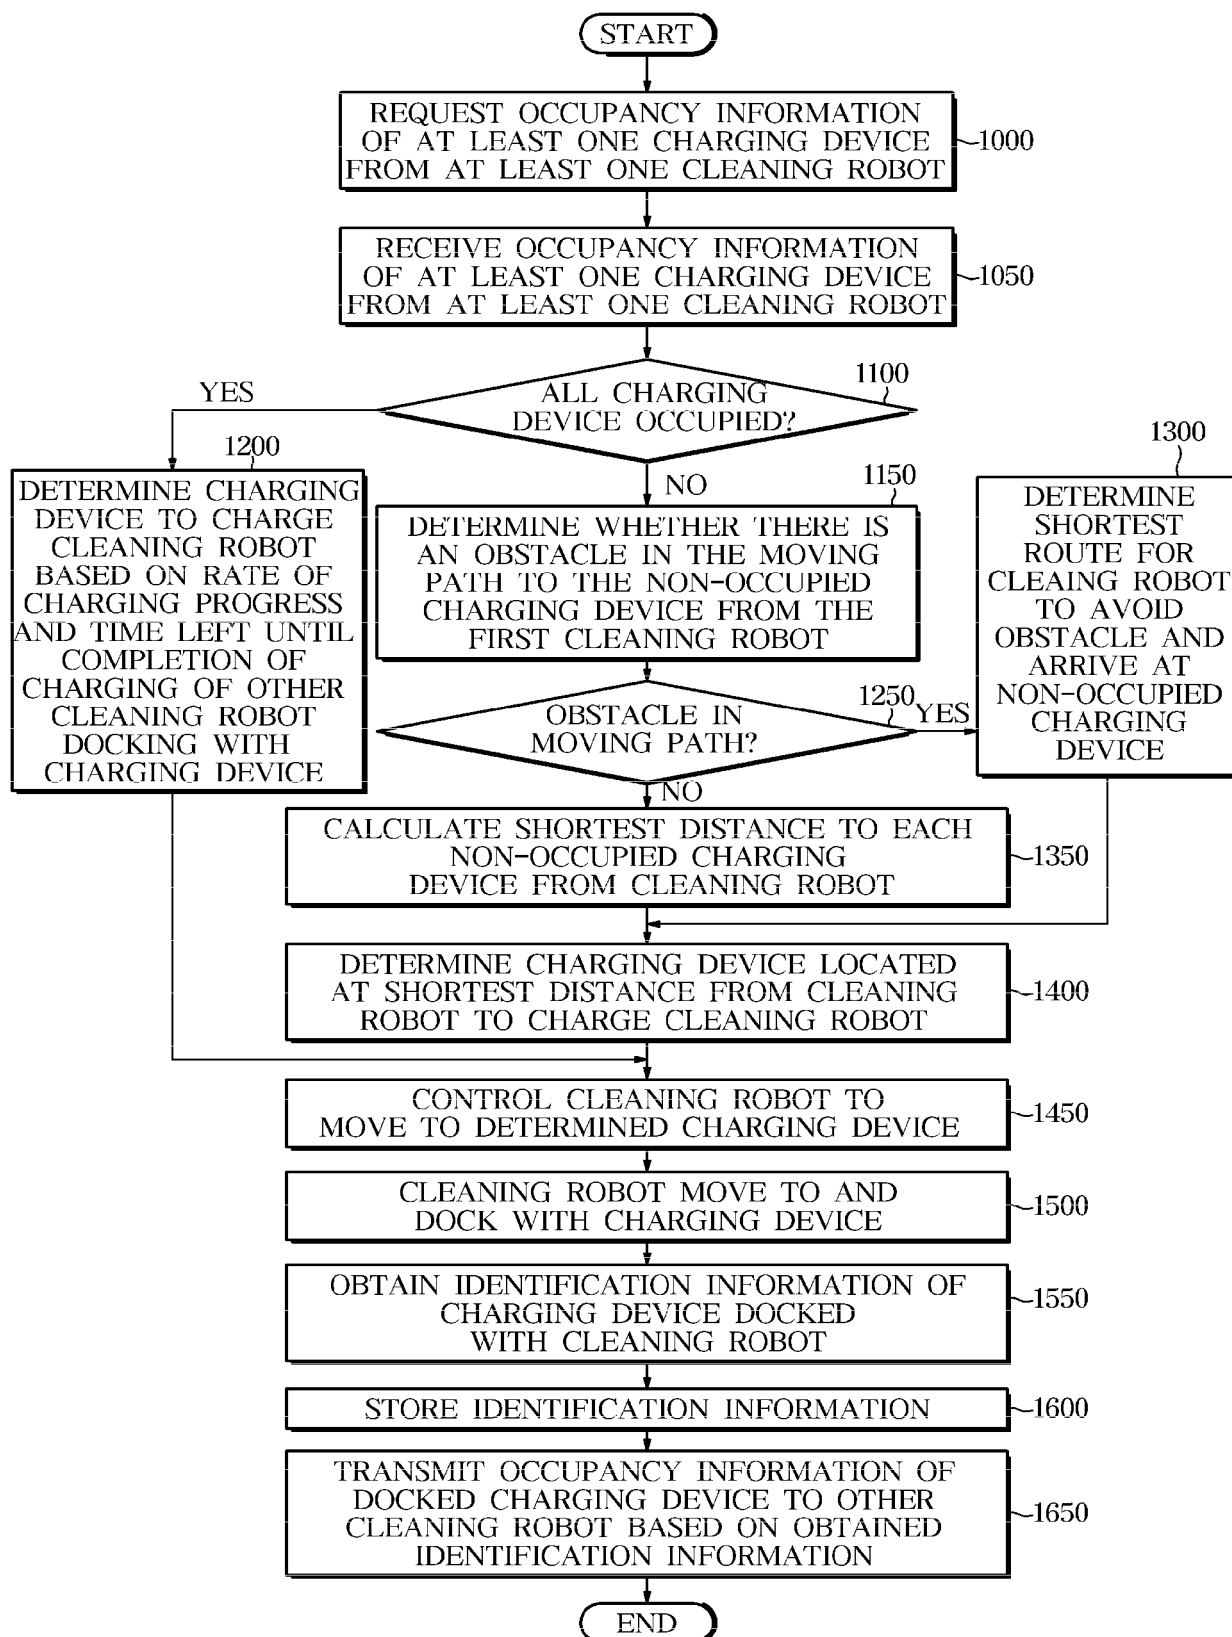 START
REQUEST OCCUPANCY INFORMATION
OF AT LEAST ONE CHARGING DEVICE
FROM AT LEAST ONE CLEANING ROBOT
1000
RECEIVE OCCUPANCY INFORMATION
OF AT LEAST ONE CHARGING DEVICE
FROM AT LEAST ONE CLEANING ROBOT
1050
ALL CHARGING
DEVICE OCCUPIED?
1100
YES
NO
1200
DETERMINE CHARGING
DEVICE TO CHARGE
CLEANING ROBOT
BASED ON RATE OF
CHARGING PROGRESS
AND TIME LEFT UNTIL
COMPLETION OF
CHARGING OF OTHER
CLEANING ROBOT
DOCKING WITH
CHARGING DEVICE
1150
DETERMINE WHETHER THERE IS
AN OBSTACLE IN THE MOVING
PATH TO THE NON-OCCUPIED
CHARGING DEVICE FROM THE
FIRST CLEANING ROBOT
OBSTACLE IN
MOVING PATH?
1250
YES
NO
1300
DETERMINE
SHORTEST
ROUTE FOR
CLEAING ROBOT
TO AVOID
OBSTACLE AND
ARRIVE AT
NON-OCCUPIED
CHARGING
DEVICE
CALCULATE SHORTEST DISTANCE TO EACH
NON-OCCUPIED CHARGING
DEVICE FROM CLEANING ROBOT
1350
DETERMINE CHARGING DEVICE LOCATED
AT SHORTEST DISTANCE FROM CLEANING
ROBOT TO CHARGE CLEANING ROBOT
1400
CONTROL CLEANING ROBOT TO
MOVE TO DETERMINED CHARGING DEVICE
1450
CLEANING ROBOT MOVE TO AND
DOCK WITH CHARGING DEVICE
1500
OBTAIN IDENTIFICATION INFORMATION OF
CHARGING DEVICE DOCKED
WITH CLEANING ROBOT
1550
STORE IDENTIFICATION INFORMATION
1600
TRANSMIT OCCUPANCY INFORMATION OF
DOCKED CHARGING DEVICE TO OTHER
CLEANING ROBOT BASED ON OBTAINED
IDENTIFICATION INFORMATION
1650
END